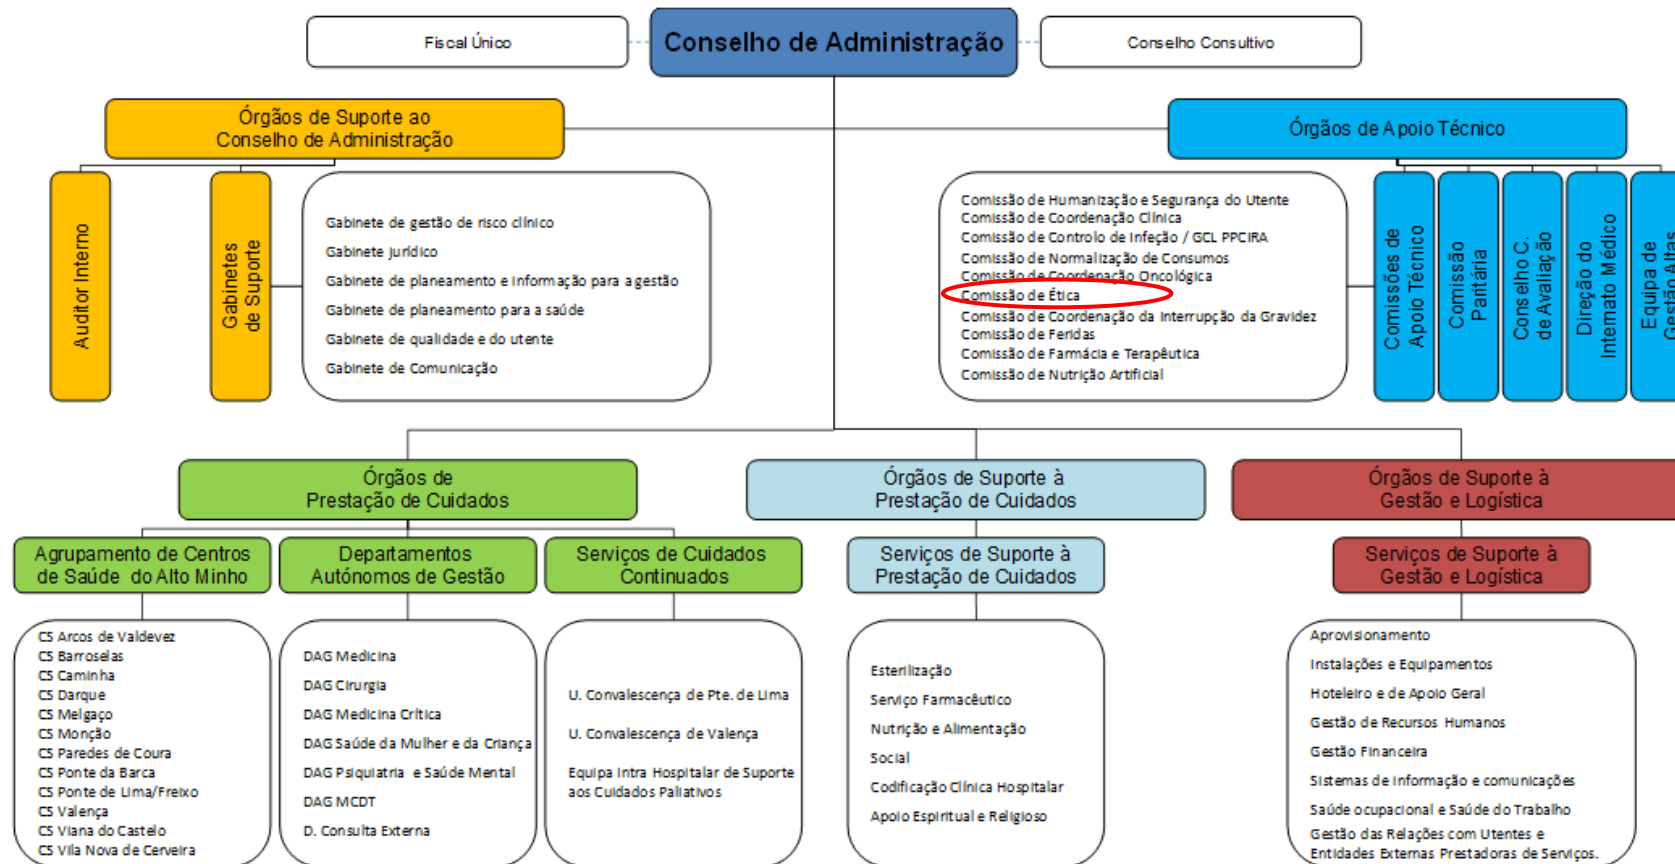 Fiscal Único
Conselho de Administração
Conselho Consultivo
Órgãos de Suporte ao
Conselho de Administração
Órgãos de Apoio Técnico
Auditor Interno
Gabinetes
de Suporte
Gabinete de gestão de risco clínico
Gabinete jurídico
Gabinete de planeamento e informação para a gestão
Gabinete de planeamento para a saúde
Gabinete de qualidade e do utente
Gabinete de Comunicação
Comissão de Humanização e Segurança do Utente
Comissão de Coordenação Clínica
Comissão de Controlo de Infeção / GCL PPCIRA
Comissão de Normalização de Consumos
Comissão de Coordenação Oncológica
Comissão de Ética
Comissão de Coordenação da Interrupção da Gravidez
Comissão de Feridas
Comissão de Farmácia e Terapêutica
Comissão de Nutrição Artificial
Comissões de
Apoio Técnico
Comissão
Paritária
Conselho C.
de Avaliação
Direção do
Internato Médico
Equipa de
Gestão Altas
Órgãos de
Prestação de Cuidados
Órgãos de Suporte à
Prestação de Cuidados
Órgãos de Suporte à
Gestão e Logística
Agrupamento de Centros
de Saúde do Alto Minho
Departamentos
Autónomos de Gestão
Serviços de Cuidados
Continuados
Serviços de Suporte à
Prestação de Cuidados
Serviços de Suporte à
Gestão e Logística
CS Arcos de Valdevez
CS Barroselas
CS Caminha
CS Darque
CS Melgaço
CS Monção
CS Paredes de Coura
CS Ponte da Barca
CS Ponte de Lima/Freixo
CS Valença
CS Viana do Castelo
CS Vila Nova de Cerveira
DAG Medicina
DAG Cirurgia
DAG Medicina Crítica
DAG Saúde da Mulher e da Criança
DAG Psiquiatria e Saúde Mental
DAG MCDT
D. Consulta Externa
U. Convalescença de Pte. de Lima
U. Convalescença de Valença
Equipa Intra Hospitalar de Suporte
aos Cuidados Paliativos
Esterilização
Serviço Farmacêutico
Nutrição e Alimentação
Social
Codificação Clínica Hospitalar
Apoio Espiritual e Religioso
Aprovisionamento
Instalações e Equipamentos
Hoteleiro e de Apoio Geral
Gestão de Recursos Humanos
Gestão Financeira
Sistemas de informação e comunicações
Saúde ocupacional e Saúde do Trabalho
Gestão das Relações com Utentes e
Entidades Externas Prestadoras de Serviços.